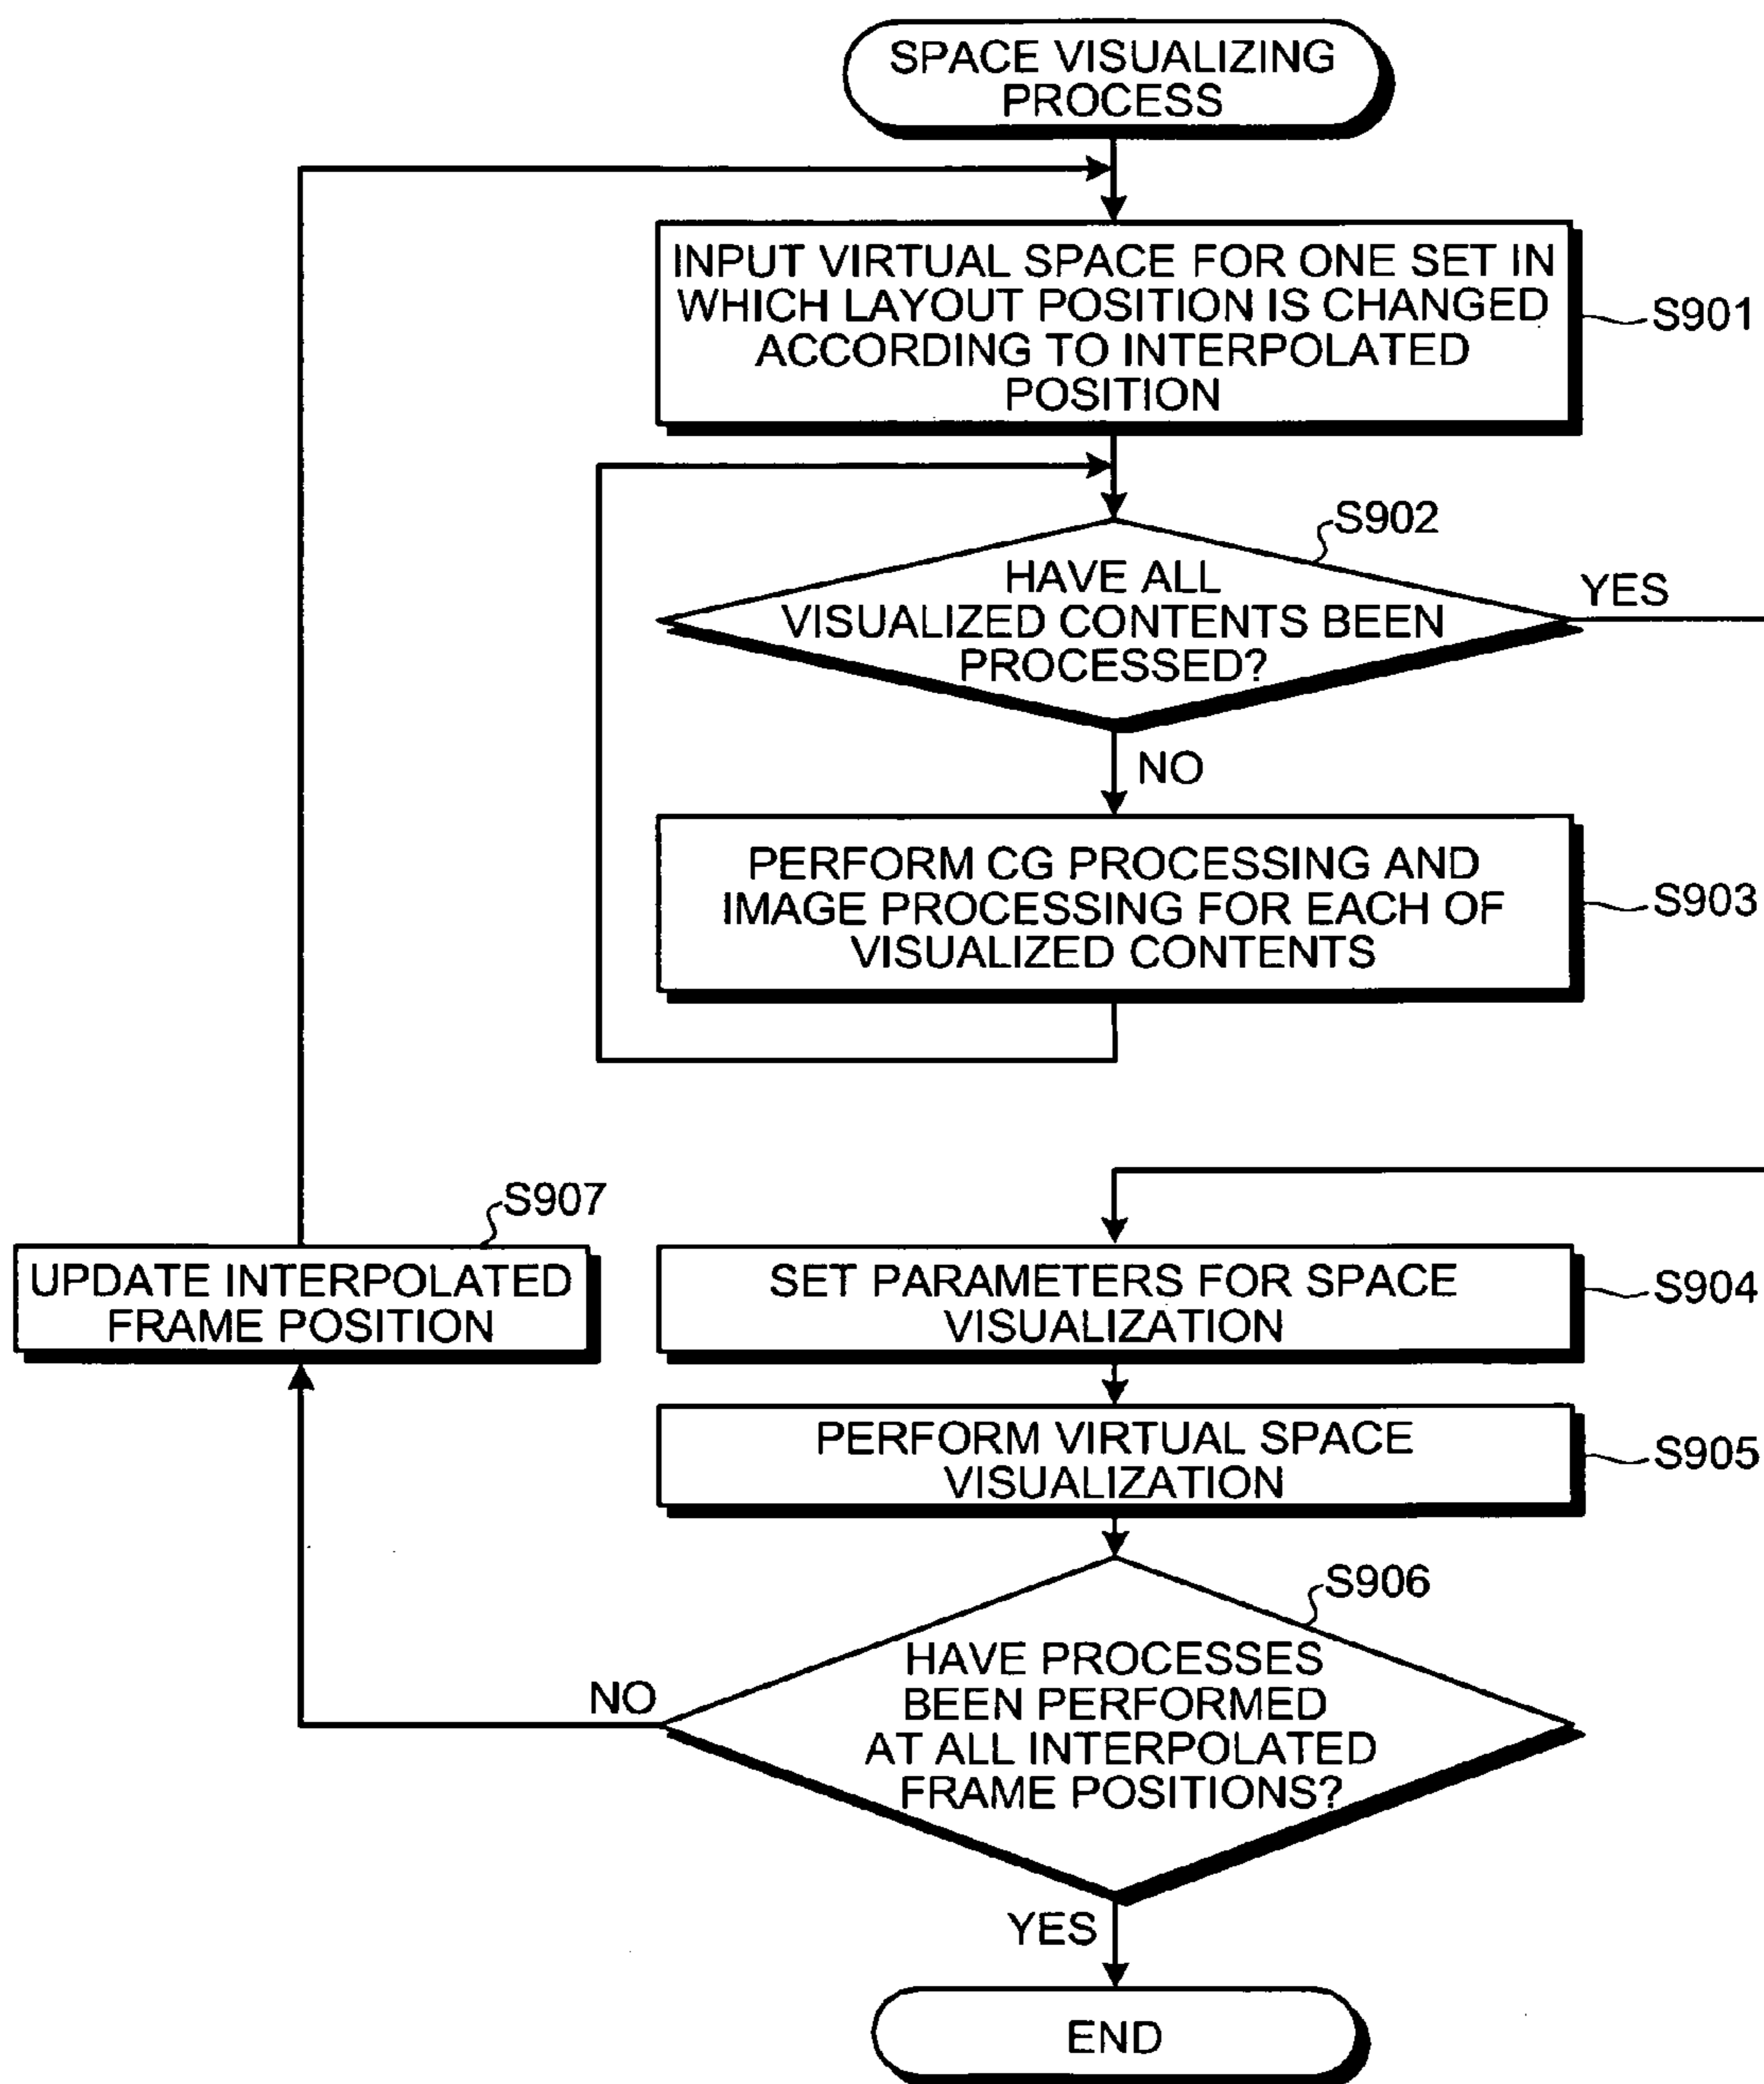 SPACE VISUALIZING
PROCESS
INPUT VIRTUAL SPACE FOR ONE SET IN
WHICH LAYOUT POSITION IS CHANGED
ACCORDING TO INTERPOLATED
POSITION
S901
S902
HAVE ALL
VISUALIZED CONTENTS BEEN
PROCESSED?
YES
NO
PERFORM CG PROCESSING AND
IMAGE PROCESSING FOR EACH OF
VISUALIZED CONTENTS
S903
S907
UPDATE INTERPOLATED
FRAME POSITION
SET PARAMETERS FOR SPACE
VISUALIZATION
S904
PERFORM VIRTUAL SPACE
VISUALIZATION
S905
S906
HAVE PROCESSES
BEEN PERFORMED
AT ALL INTERPOLATED
FRAME POSITIONS?
NO
YES
END